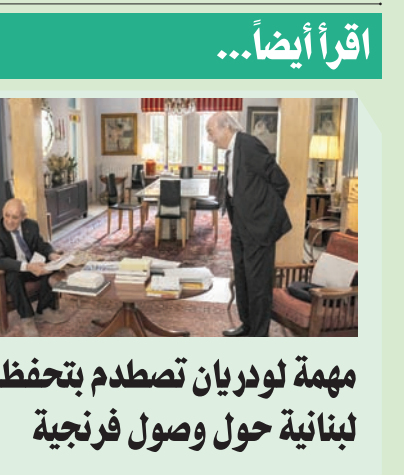 اقرأ أيضاً...
مهمة لودريان تصطدم بتحفظ
لبنانية حول وصول فرنجية